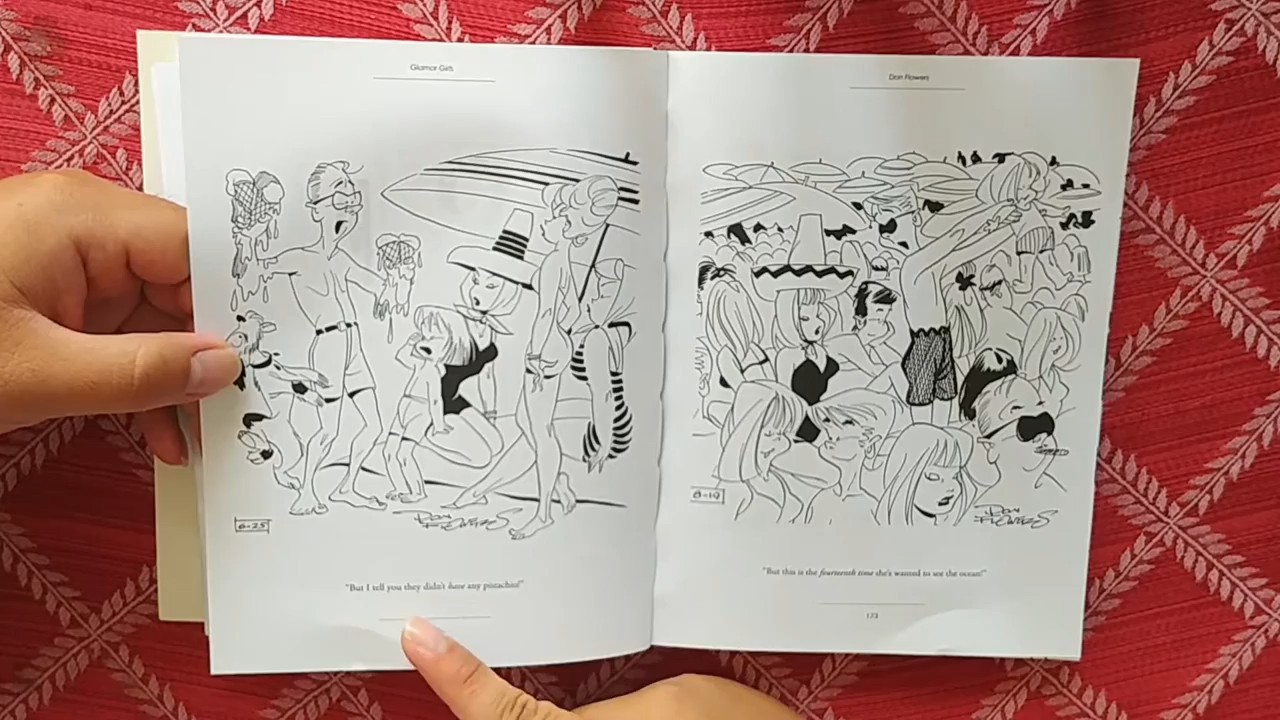 Glamor Girls
6-25
Don Flowers
"But I tell you they didn't have any pistachio!"
Don Flowers
8-19
Don Flowers
"But this is the fourteenth time she's wanted to see the ocean!"
173